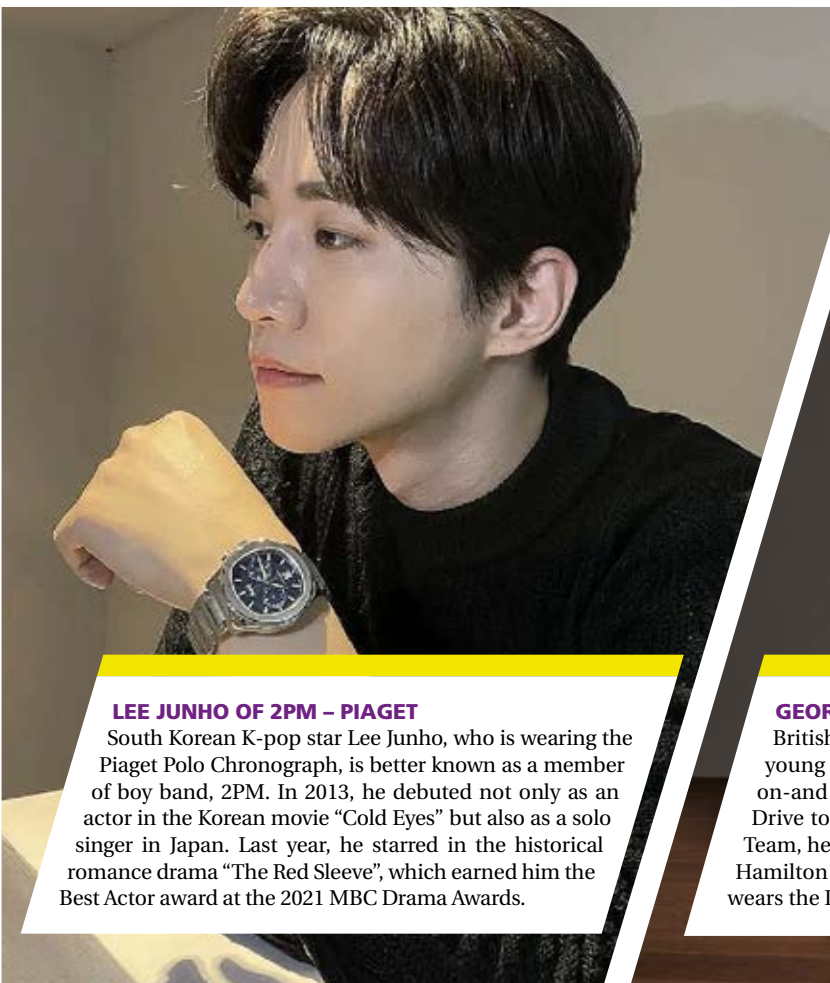 LEE JUNHO OF 2PM – PIAGET
South Korean K-pop star Lee Junho, who is wearing the
Piaget Polo Chronograph, is better known as a member
of boy band, 2PM. In 2013, he debuted not only as an
actor in the Korean movie “Cold Eyes” but also as a solo
singer in Japan. Last year, he starred in the historical
romance drama “The Red Sleeve”, which earned him the
Best Actor award at the 2021 MBC Drama Awards.
British
young
on-and
Drive to
Team, he
Hamilton
wears the